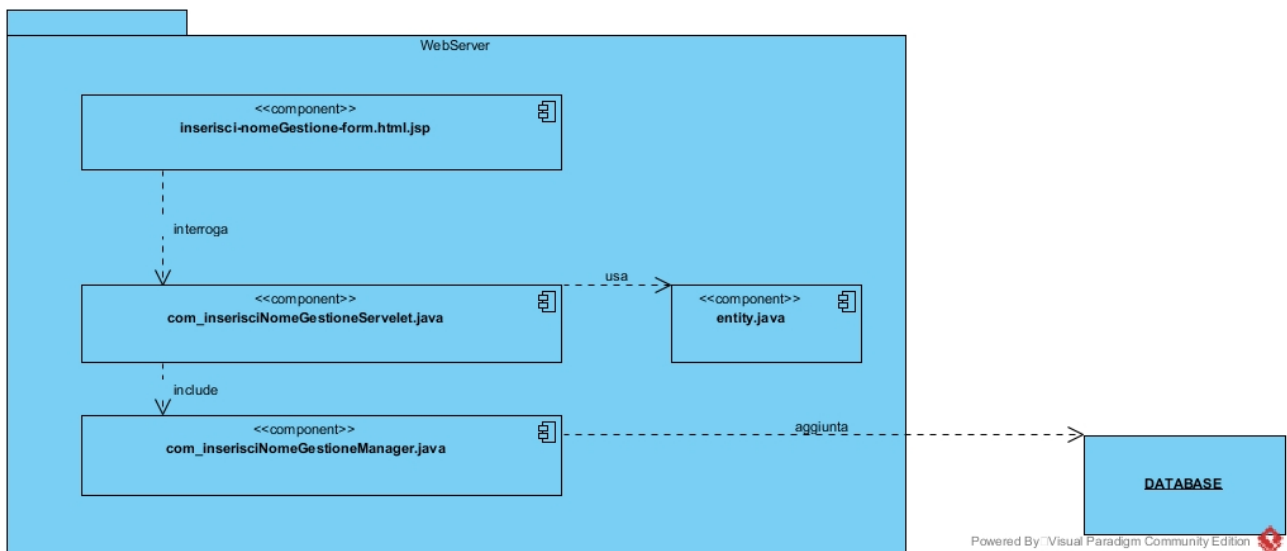 WebServer
<<component>>
inserisci-nomeGestione-form.html.jsp
interroga
<<component>>
com_inserisciNomeGestioneServelet.java
usa
<<component>>
entity.java
include
<<component>>
com_inserisciNomeGestioneManager.java
aggiunta
DATABASE
Powered By Visual Paradigm Community Edition